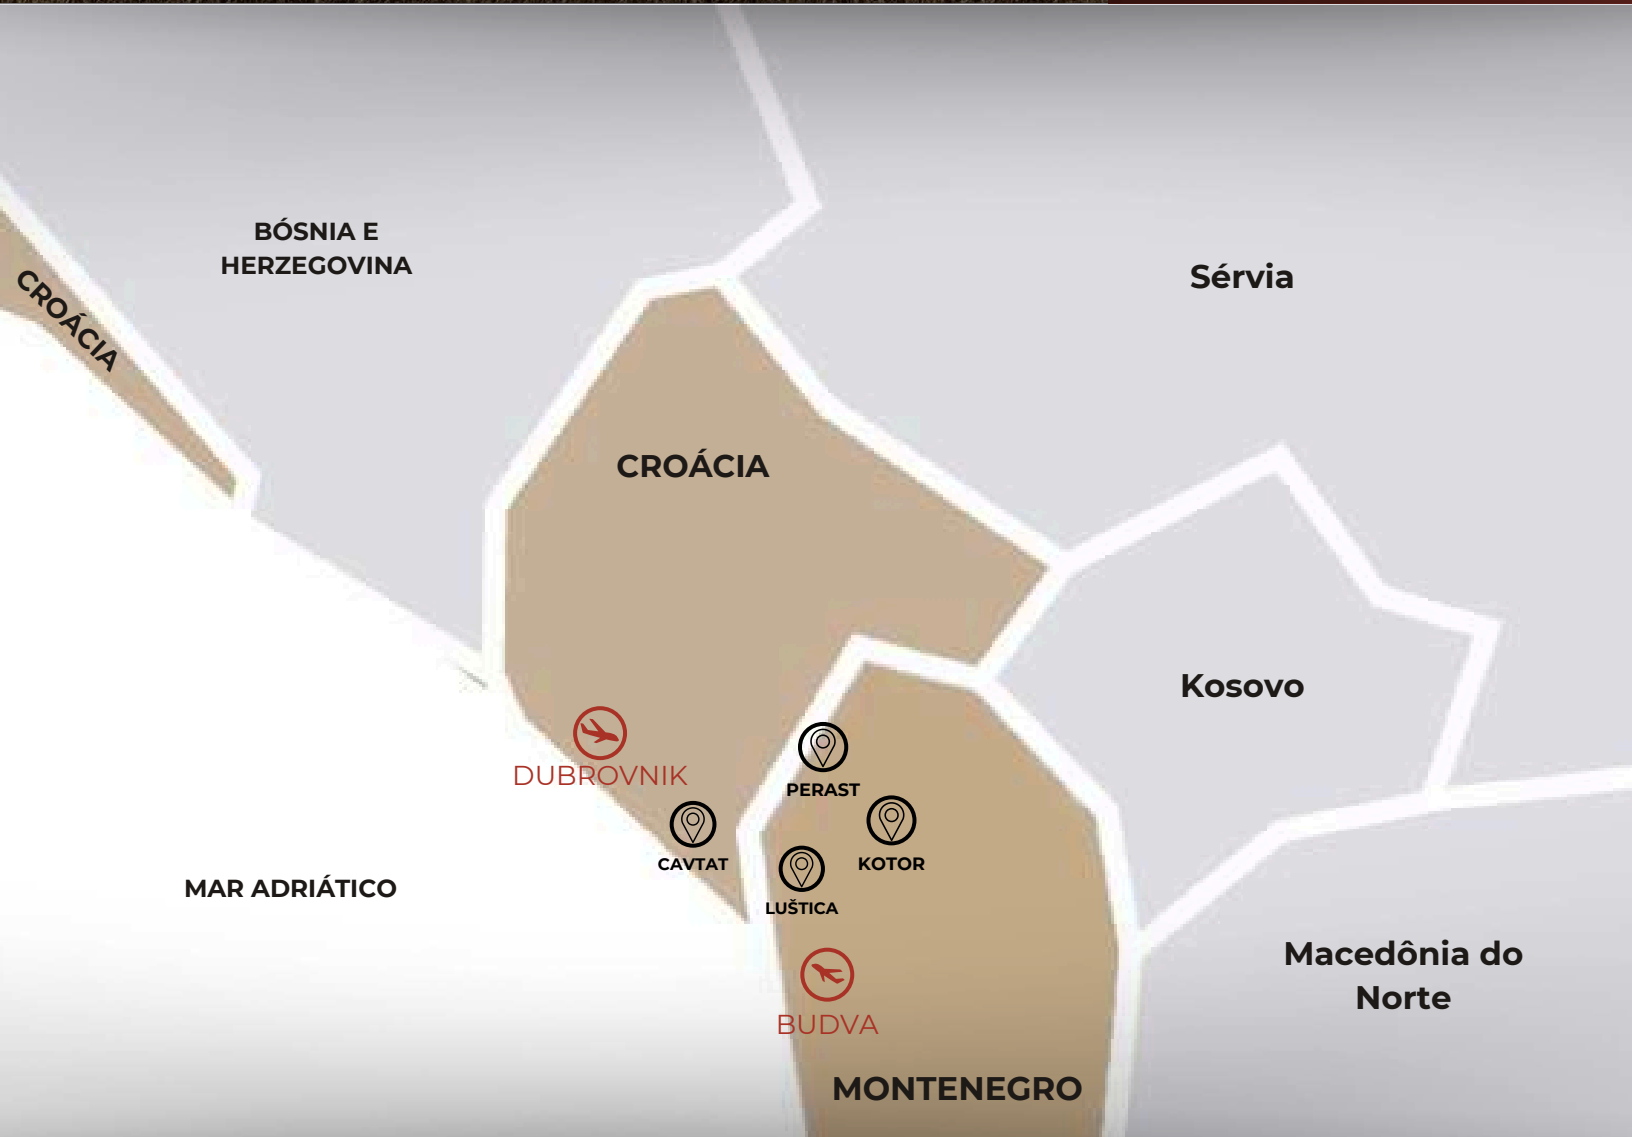 BÓSNIA E
HERZEGOVINA
Sérvia
CROÁCIA
CROÁCIA
Kosovo
DUBROVNIK
PERAST
CAVTAT
KOTOR
MAR ADRIÁTICO
LUŠTICA
Macedônia do
Norte
BUDVA
MONTENEGRO